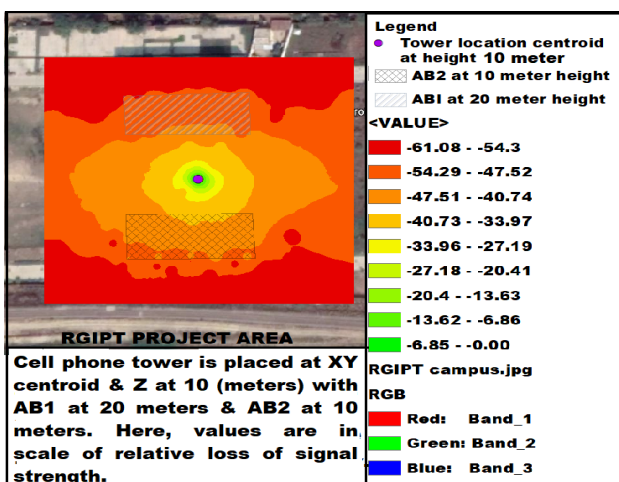 Legend
Tower location centroid
at height 10 meter
AB2 at 10 meter height
ABI at 20 meter height
<VALUE>
-61.08 - -54.3
-54.29 - -47.52
-47.51 - -40.74
-40.73 - -33.97
-33.96 - -27.19
-27.18 - -20.41
-20.4 - -13.63
-13.62 - -6.86
-6.85 - -0.00
RGIPT campus.jpg
RGB
Red: Band_1
Green: Band_2
Blue: Band_3
ro
RGIPT PROJECT AREA
Cell phone tower is placed at XY
centroid & Z at 10 (meters) with
AB1 at 20 meters & AB2 at 10
meters. Here, values are in
scale of relative loss of signal
strength.